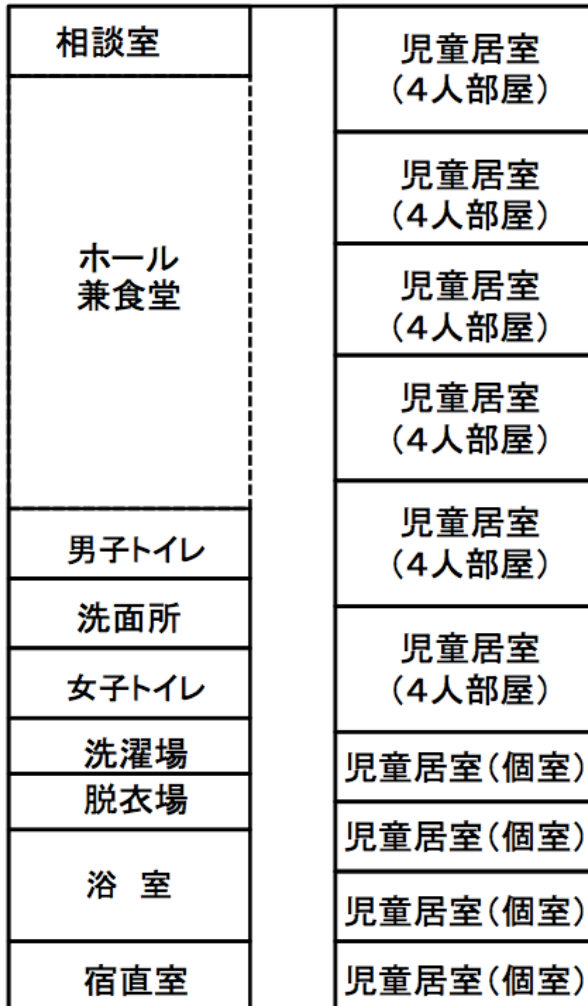 相談室
ホール
兼食堂
男子トイレ
洗面所
女子トイレ
洗濯場
脱衣場
浴 室
宿直室
児童居室
(4人部屋)
児童居室
(4人部屋)
児童居室
(4人部屋)
児童居室
(4人部屋)
児童居室
(4人部屋)
児童居室
(4人部屋)
児童居室(個室)
児童居室(個室)
児童居室(個室)
児童居室(個室)